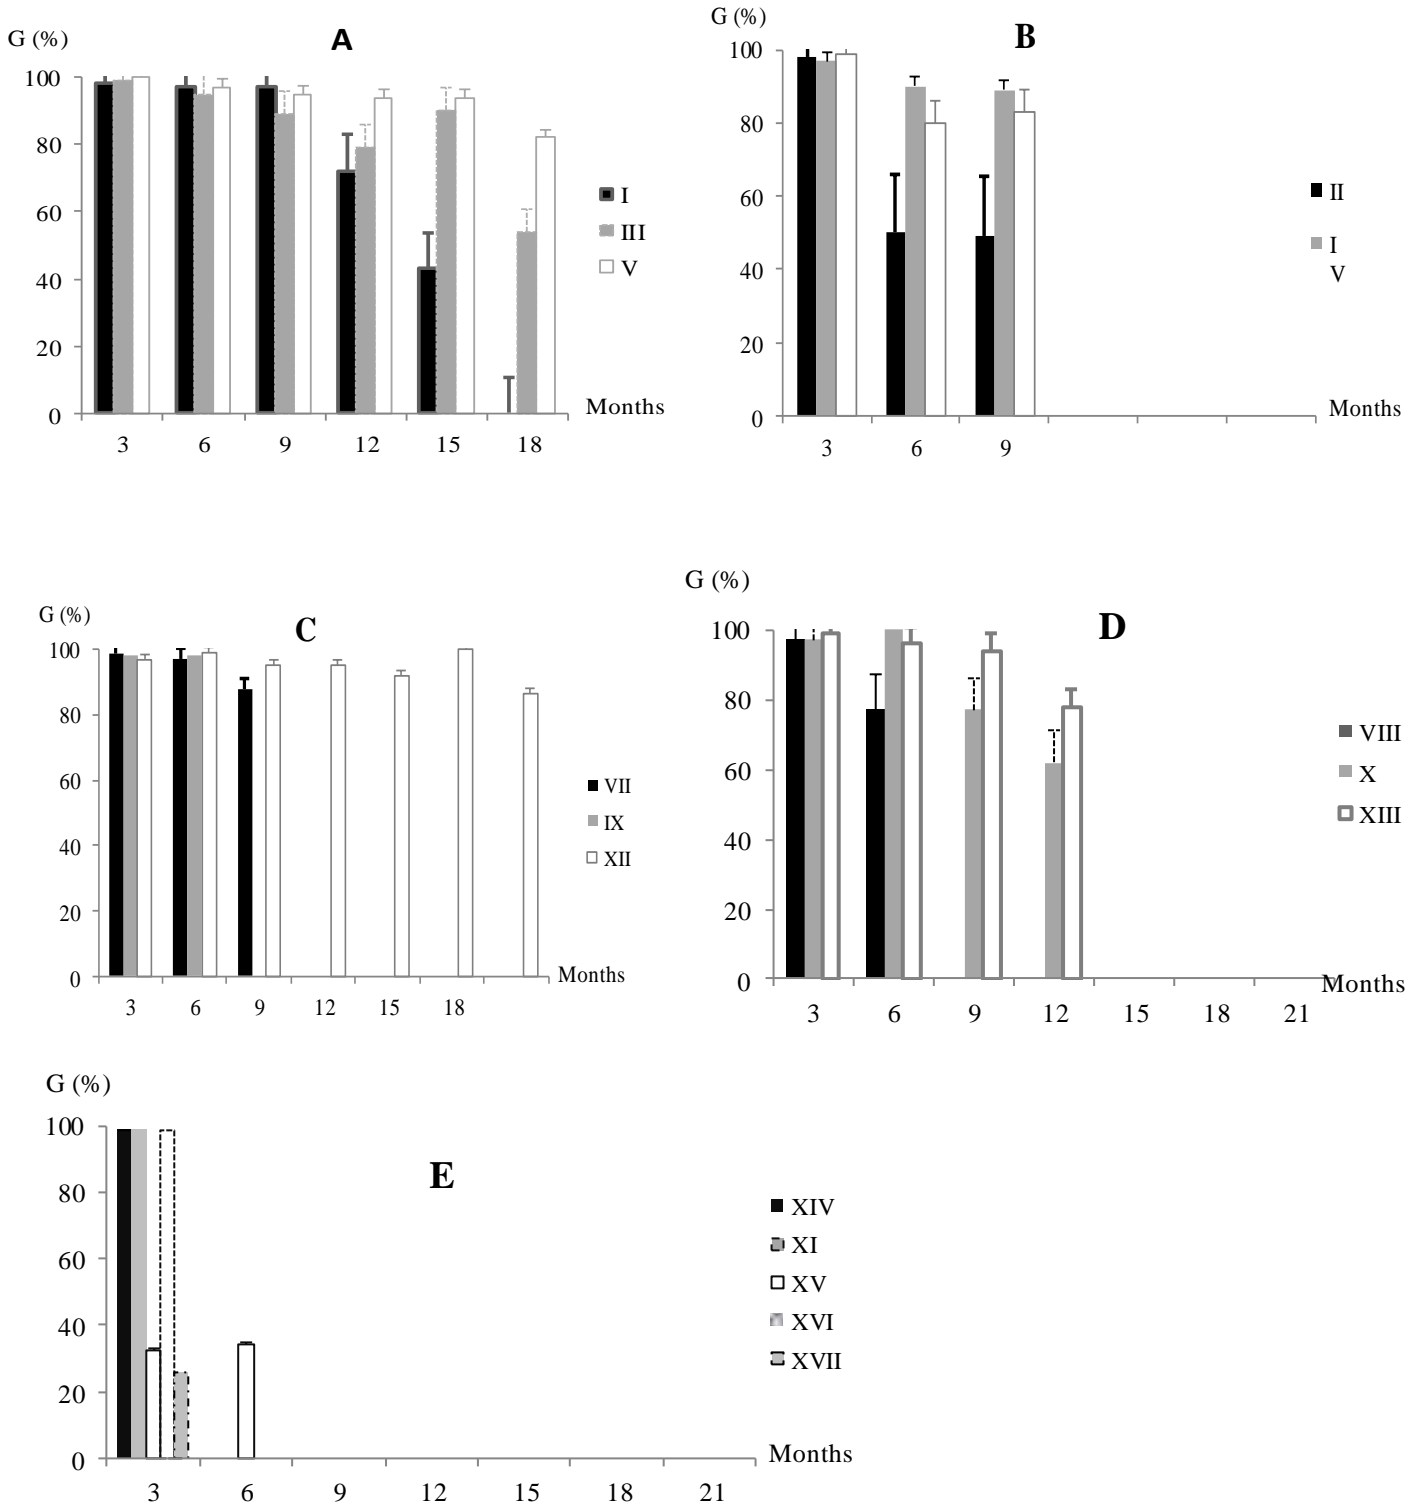 G (%)
A
100
80
60
40
20
0
3 6 9 12 15 18
Months
I
III
V
G (%)
B
100
80
60
40
20
0
3 6 9
Months
II
I
V
G (%)
C
100
80
60
40
20
0
3 6 9 12 15 18
Months
VII
IX
XII
G (%)
D
100
80
60
40
20
0
3 6 9 12 15 18 21
Months
VIII
X
XIII
G (%)
E
100
80
60
40
20
0
3 6 9 12 15 18 21
Months
XIV
XI
XV
XVI
XVII